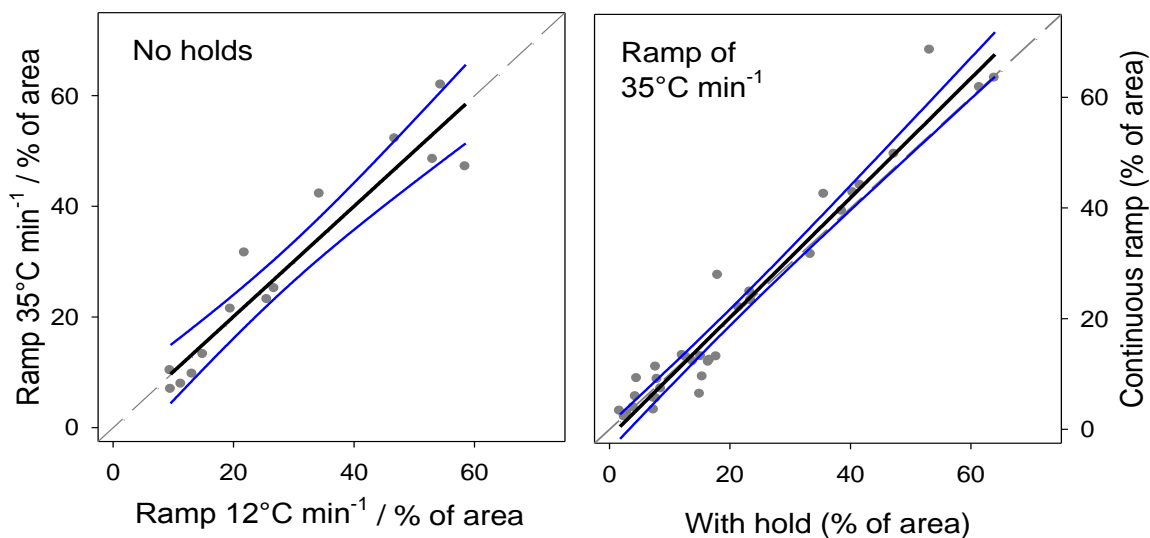 No holds
Ramp 35°C min-1 / % of area
60
40
20
0
0 20 40 60
Ramp 12°C min-1 / % of area
Ramp of
35°C min-1
60
40
20
0
Continuous ramp (% of area)
0 20 40 60
With hold (% of area)